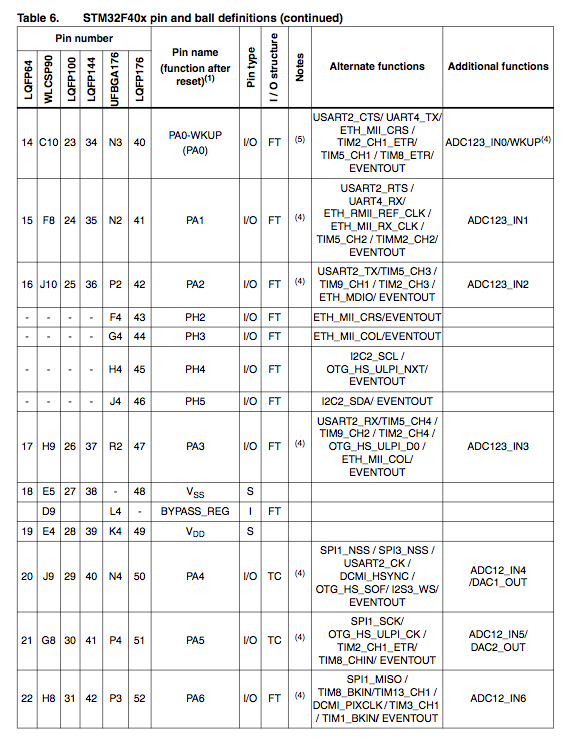 Table 6. STM32F40x pin and ball definitions (continued)
Pin number
LQFP64 WLCSP90 LQFP100 LQFP144 UFBGA176 LQFP176
Pin name
(function after
reset)(1)
Pin type
I / O structure
Notes
Alternate functions
Additional functions
14 C10 23 34 N3 40 PA0-WKUP
(PA0)
I/O FT (5)
USART2_CTS/ UART4_TX/
ETH_MII_CRS /
TIM2_CH1_ETR/
TIM5_CH1 / TIM8_ETR/
EVENTOUT
ADC123_IN0/WKUP(4)
15 F8 24 35 N2 41 PA1 I/O FT (4)
USART2_RTS /
UART4_RX/
ETH_RMII_REF_CLK /
ETH_MII_RX_CLK /
TIM5_CH2 / TIMM2_CH2/
EVENTOUT
ADC123_IN1
16 J10 25 36 P2 42 PA2 I/O FT (4)
USART2_TX/TIM5_CH3 /
TIM9_CH1 / TIM2_CH3 /
ETH_MDIO/ EVENTOUT
ADC123_IN2
- - - - F4 43 PH2 I/O FT ETH_MII_CRS/EVENTOUT
- - - - G4 44 PH3 I/O FT ETH_MII_COL/EVENTOUT
- - - - H4 45 PH4 I/O FT
I2C2_SCL /
OTG_HS_ULPI_NXT/
EVENTOUT
- - - - J4 46 PH5 I/O FT I2C2_SDA/ EVENTOUT
17 H9 26 37 R2 47 PA3 I/O FT (4)
USART2_RX/TIM5_CH4 /
TIM9_CH2 / TIM2_CH4 /
OTG_HS_ULPI_D0 /
ETH_MII_COL/
EVENTOUT
ADC123_IN3
18 E5 27 38 - 48 VSS S
D9 L4 - BYPASS_REG I FT
19 E4 28 39 K4 49 VDD S
20 J9 29 40 N4 50 PA4 I/O TC (4)
SPI1_NSS / SPI3_NSS /
USART2_CK /
DCMI_HSYNC /
OTG_HS_SOF/ I2S3_WS/
EVENTOUT
ADC12_IN4
/DAC1_OUT
21 G8 30 41 P4 51 PA5 I/O TC (4)
SPI1_SCK/
OTG_HS_ULPI_CK /
TIM2_CH1_ETR/
TIM8_CHIN/ EVENTOUT
ADC12_IN5/
DAC2_OUT
22 H8 31 42 P3 52 PA6 I/O FT (4)
SPI1_MISO /
TIM8_BKIN/TIM13_CH1 /
DCMI_PIXCLK / TIM3_CH1
/ TIM1_BKIN/ EVENTOUT
ADC12_IN6